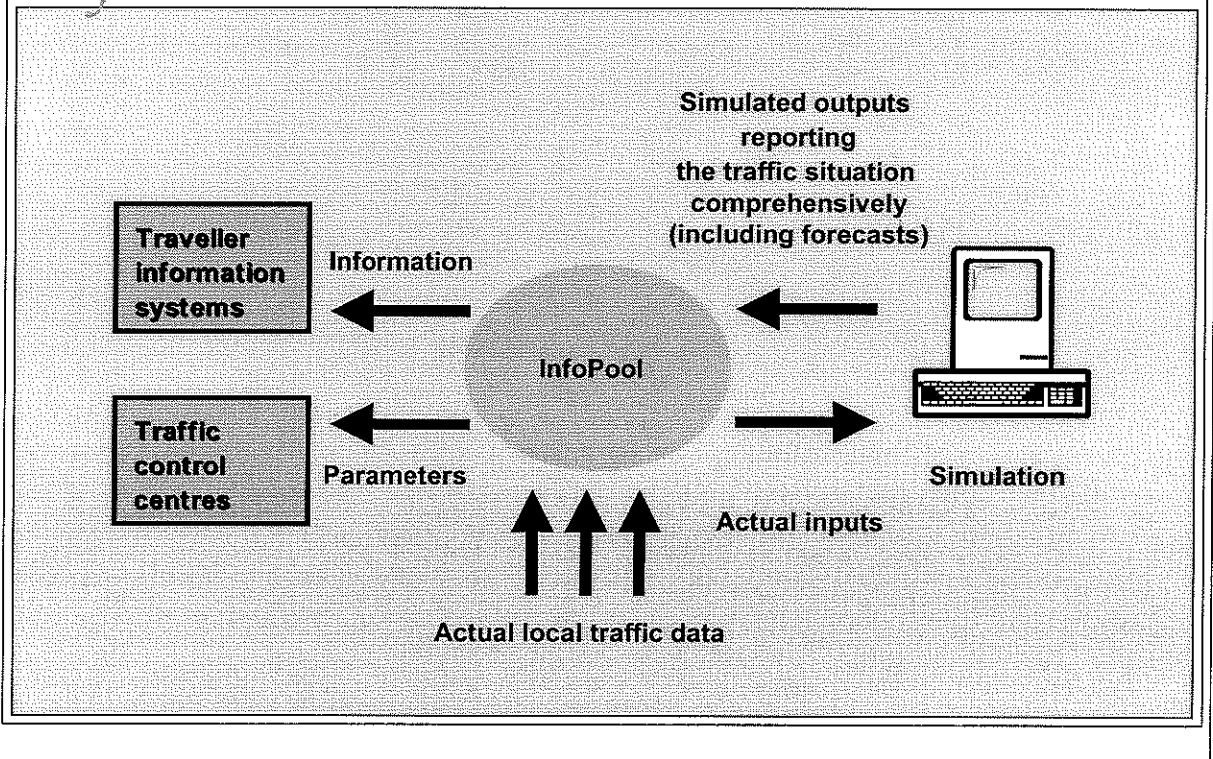 Simulated outputs
reporting
the traffic situation
comprehensively
(including forecasts)
Traveller
information
systems
Information
InfoPool
Traffic
control
centres
Parameters
Simulation
Actual inputs
Actual local traffic data